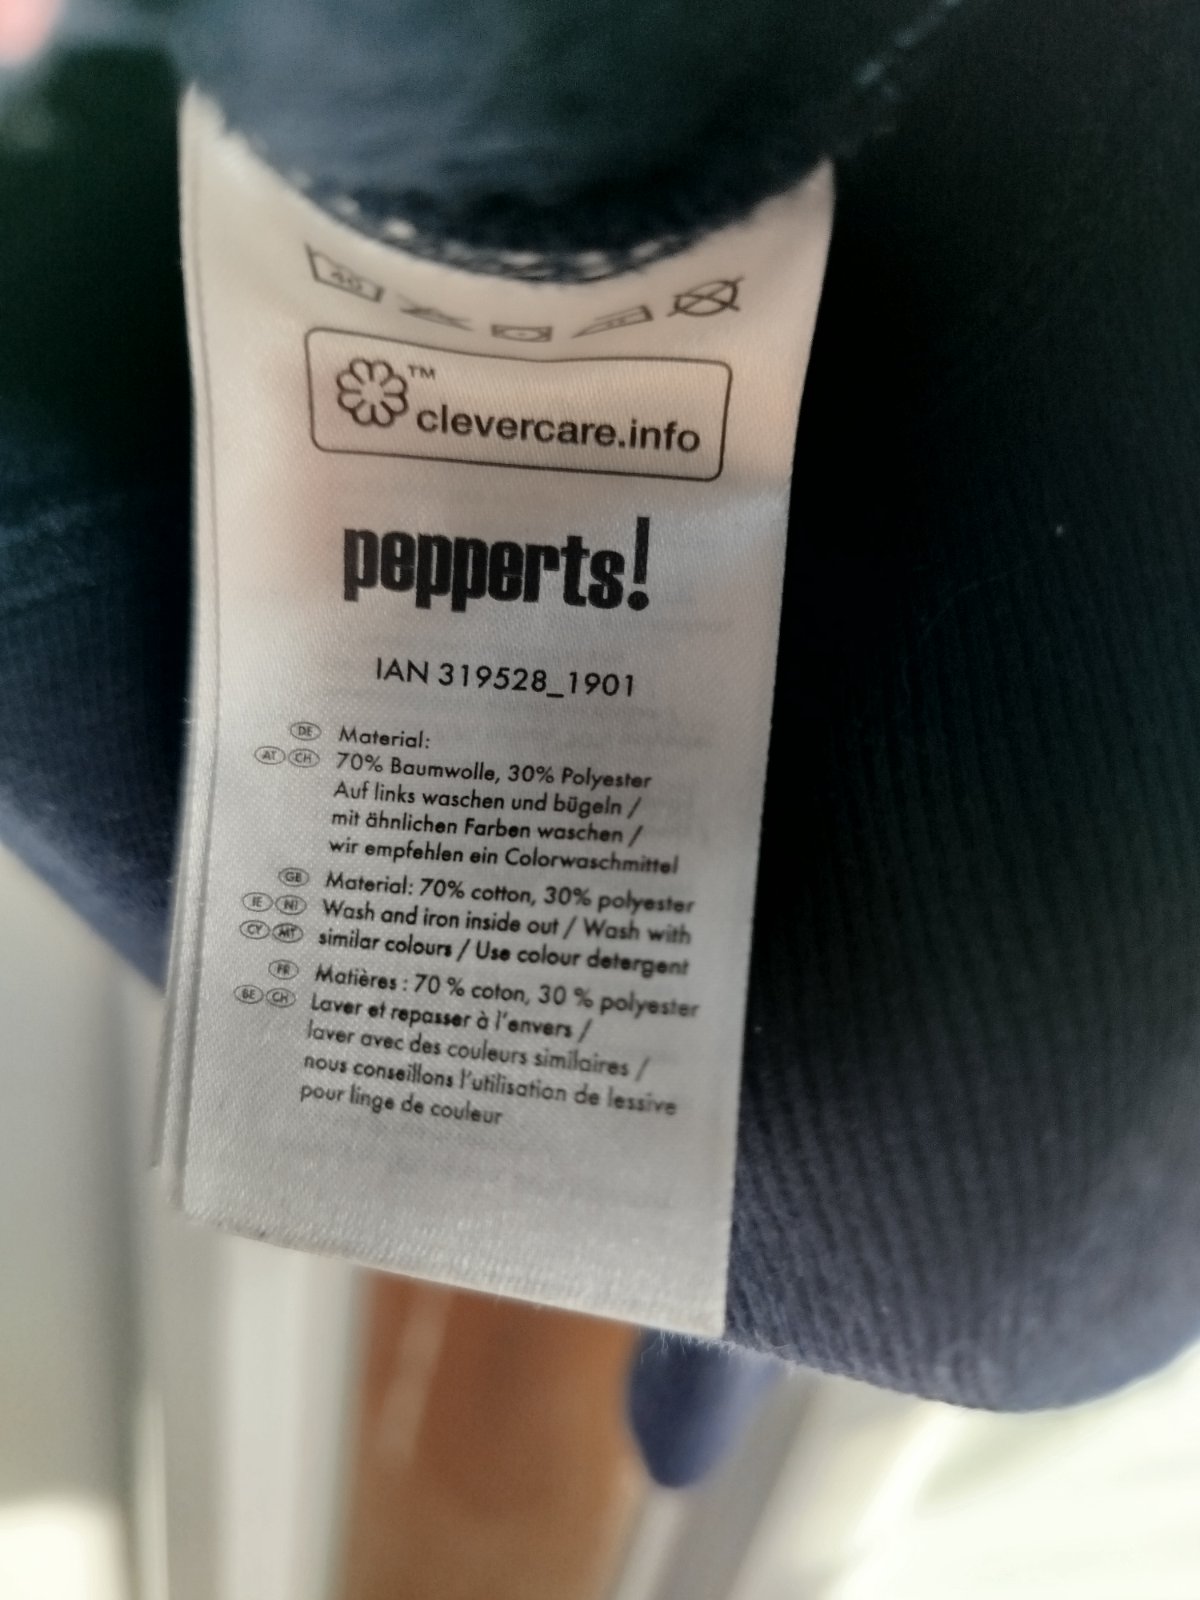 40
™
clevercare.info
pepperts!
IAN 319528_1901
DE Material:
AT CH 70% Baumwolle, 30% Polyester
Auf links waschen und bügeln /
mit ähnlichen Farben waschen /
wir empfehlen ein Colorwaschmittel
GB Material: 70% cotton, 30% polyester
IE NI Wash and iron inside out / Wash with
CY MT similar colours / Use colour detergent
FR Matières : 70 % coton, 30 % polyester
BE CH Laver et repasser à l'envers /
laver avec des couleurs similaires /
nous conseillons l'utilisation de lessive
pour linge de couleur